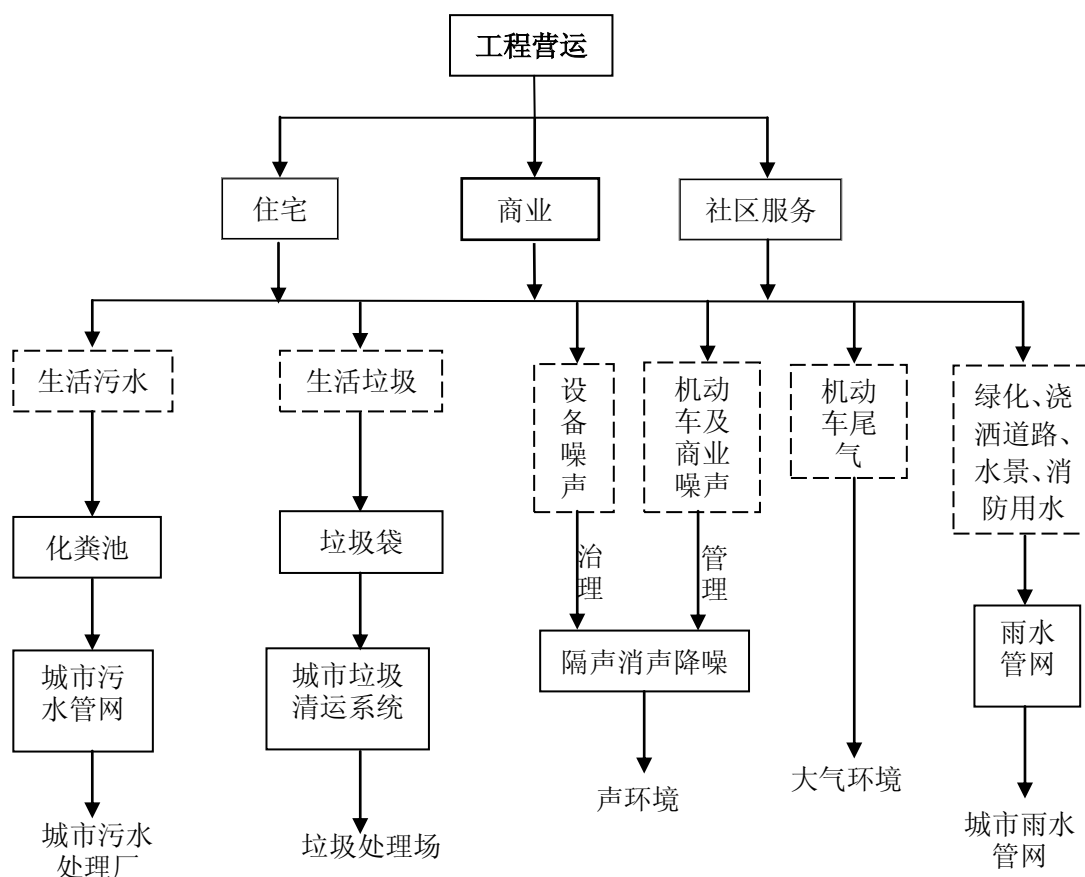 工程营运
住宅
商业
社区服务
生活污水
生活垃圾
设
备
噪
声
机动
车及
商业
噪声
机动
车尾
气
绿化、浇
洒道路、
水景、消
防用水
化粪池
垃圾袋
治
理
管
理
隔声消声降噪
雨水
管网
城市污
水管网
城市垃圾
清运系统
声环境
大气环境
城市污水
处理厂
垃圾处理场
城市雨水
管网